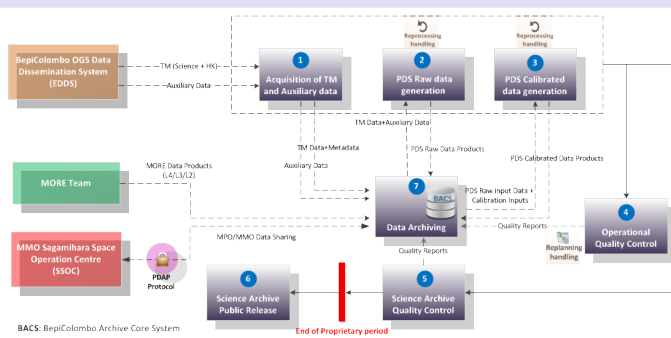 Reprocessing
handling
Reprocessing
handling
BepiColombo OGS Data
Dissemination System
(EDDS)
TM (Science + HK)
Auxiliary Data
1
Acquisition of TM
and Auxiliary data
2
PDS Raw data
generation
3
PDS Calibrated
data generation
TM Data+Auxiliary Data
TM Data+Metadata
Auxiliary Data
PDS Raw Data Products
PDS Calibrated Data Products
MORE Team
MORE Data Products
(L4/L3/L2)
7
BACS
Data Archiving
PDS Raw input Data +
Calibration Inputs
4
Operational
Quality Control
Quality Reports
Replanning
handling
MMO Sagamihara Space
Operation Centre
(SSOC)
PDAP
Protocol
MPO/MMO Data Sharing
Quality Reports
6
Science Archive
Public Release
5
Science Archive
Quality Control
End of Proprietary period
BACS: BepiColombo Archive Core System